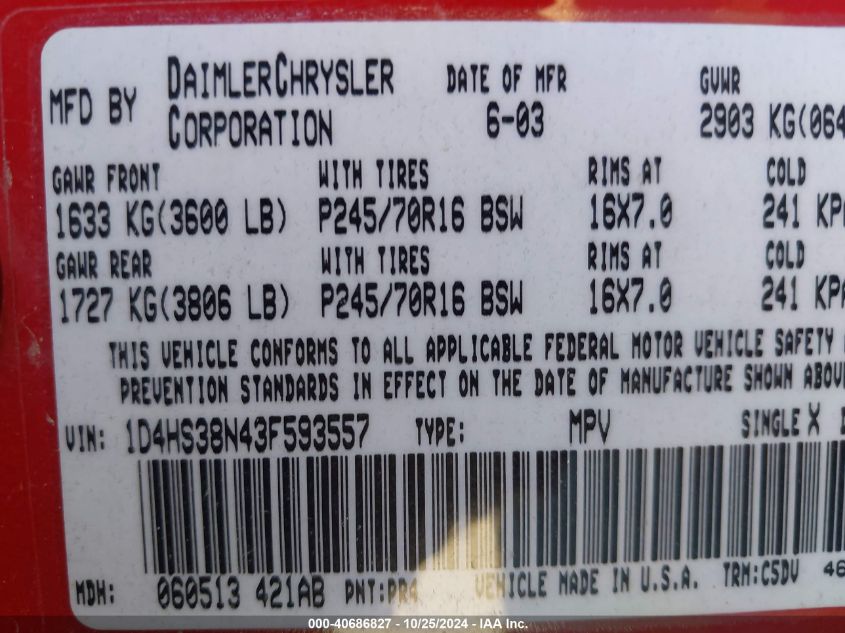 MFD BY DAIMLERCHRYSLER CORPORATION DATE OF MFR 6-03 GVWR 2903 KG(064
GAWR FRONT WITH TIRES RIMS AT COLD
1633 KG(3600 LB) P245/70R16 BSW 16X7.0 241 KPA
GAWR REAR WITH TIRES RIMS AT COLD
1727 KG(3806 LB) P245/70R16 BSW 16X7.0 241 KPA
THIS VEHICLE CONFORMS TO ALL APPLICABLE FEDERAL MOTOR VEHICLE SAFETY
PREVENTION STANDARDS IN EFFECT ON THE DATE OF MANUFACTURE SHOWN ABOVE
VIN: 1D4HS38N43F593557 TYPE: MPV SINGLE X
MDH: 060513 421AB PNT:PR4 VEHICLE MADE IN U.S.A. TRM:C5DV 46
000-40686827 - 10/25/2024 - IAA Inc.